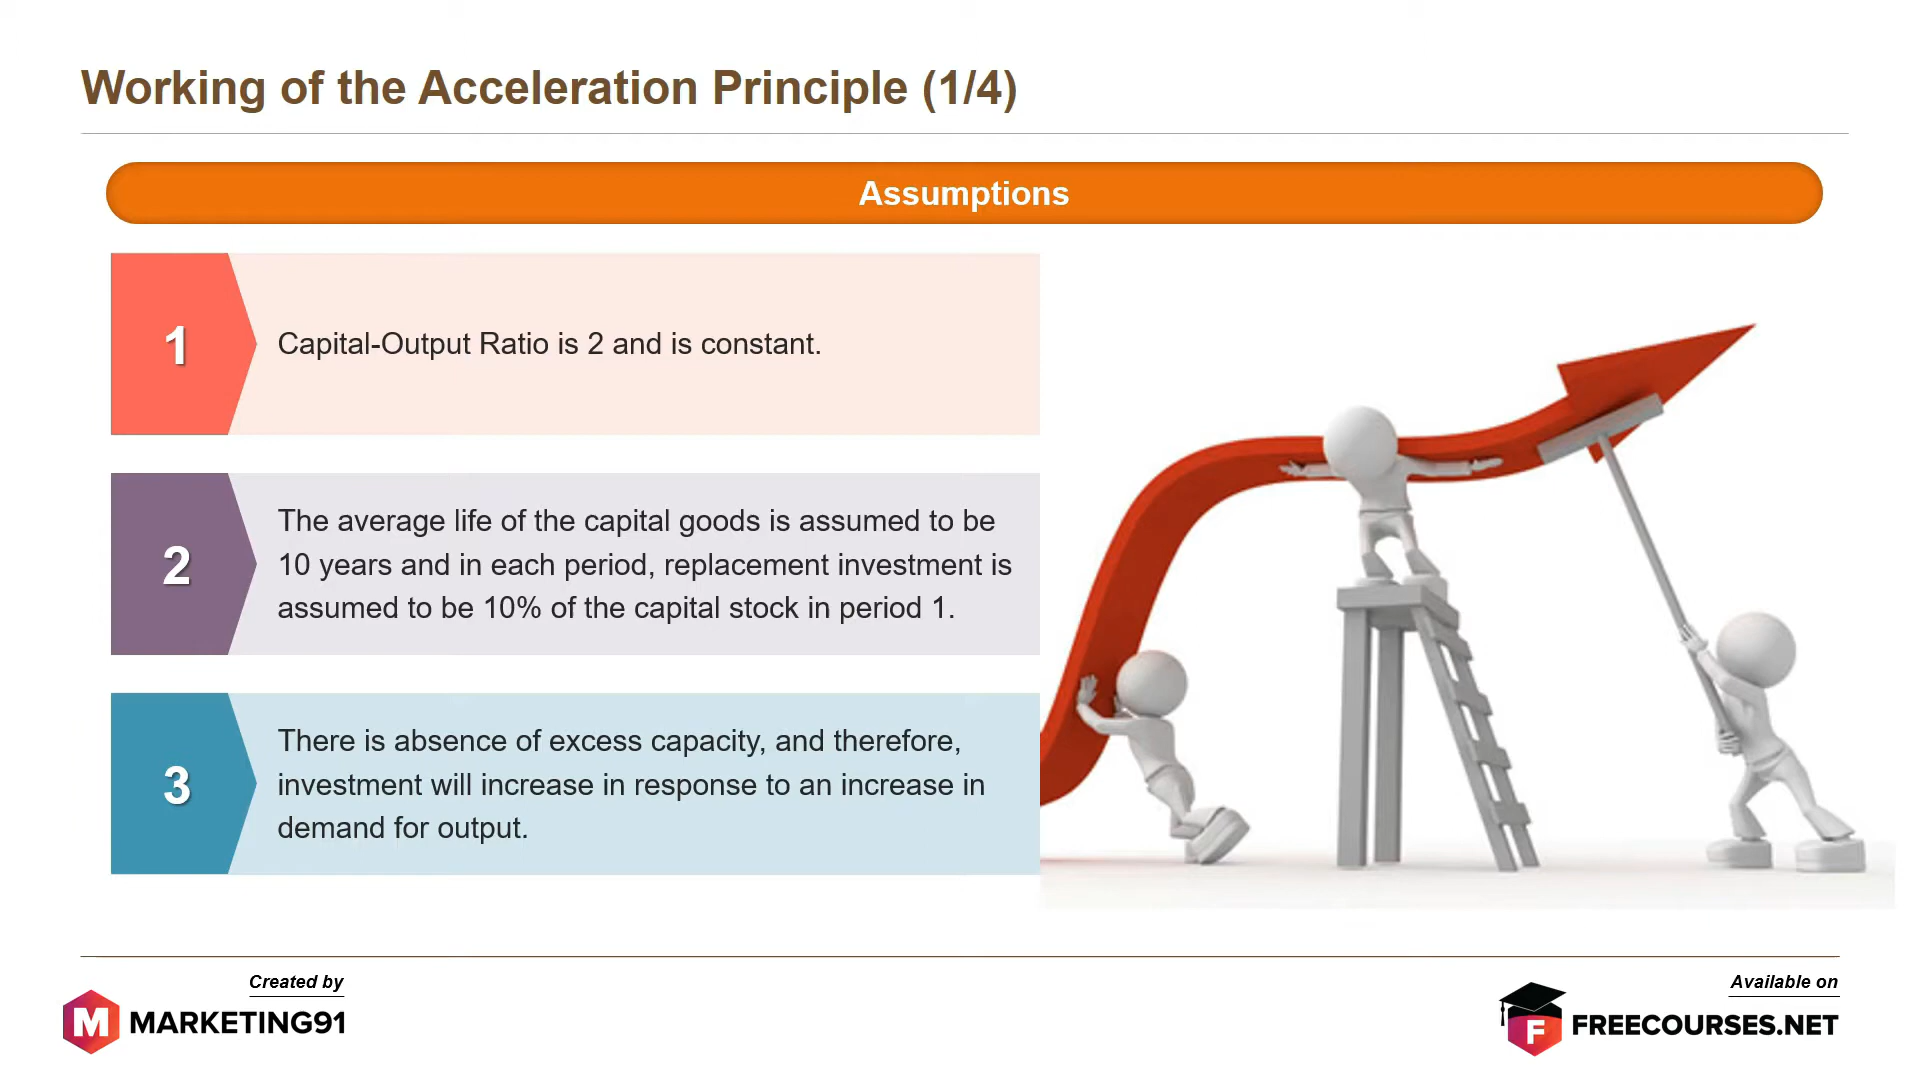 Working of the Acceleration Principle (1/4)
Assumptions
1
Capital-Output Ratio is 2 and is constant.
2
The average life of the capital goods is assumed to be
10 years and in each period, replacement investment is
assumed to be 10% of the capital stock in period 1.
3
There is absence of excess capacity, and therefore,
investment will increase in response to an increase in
demand for output.
Created by
M MARKETING91
Available on
F FREECOURSES.NET